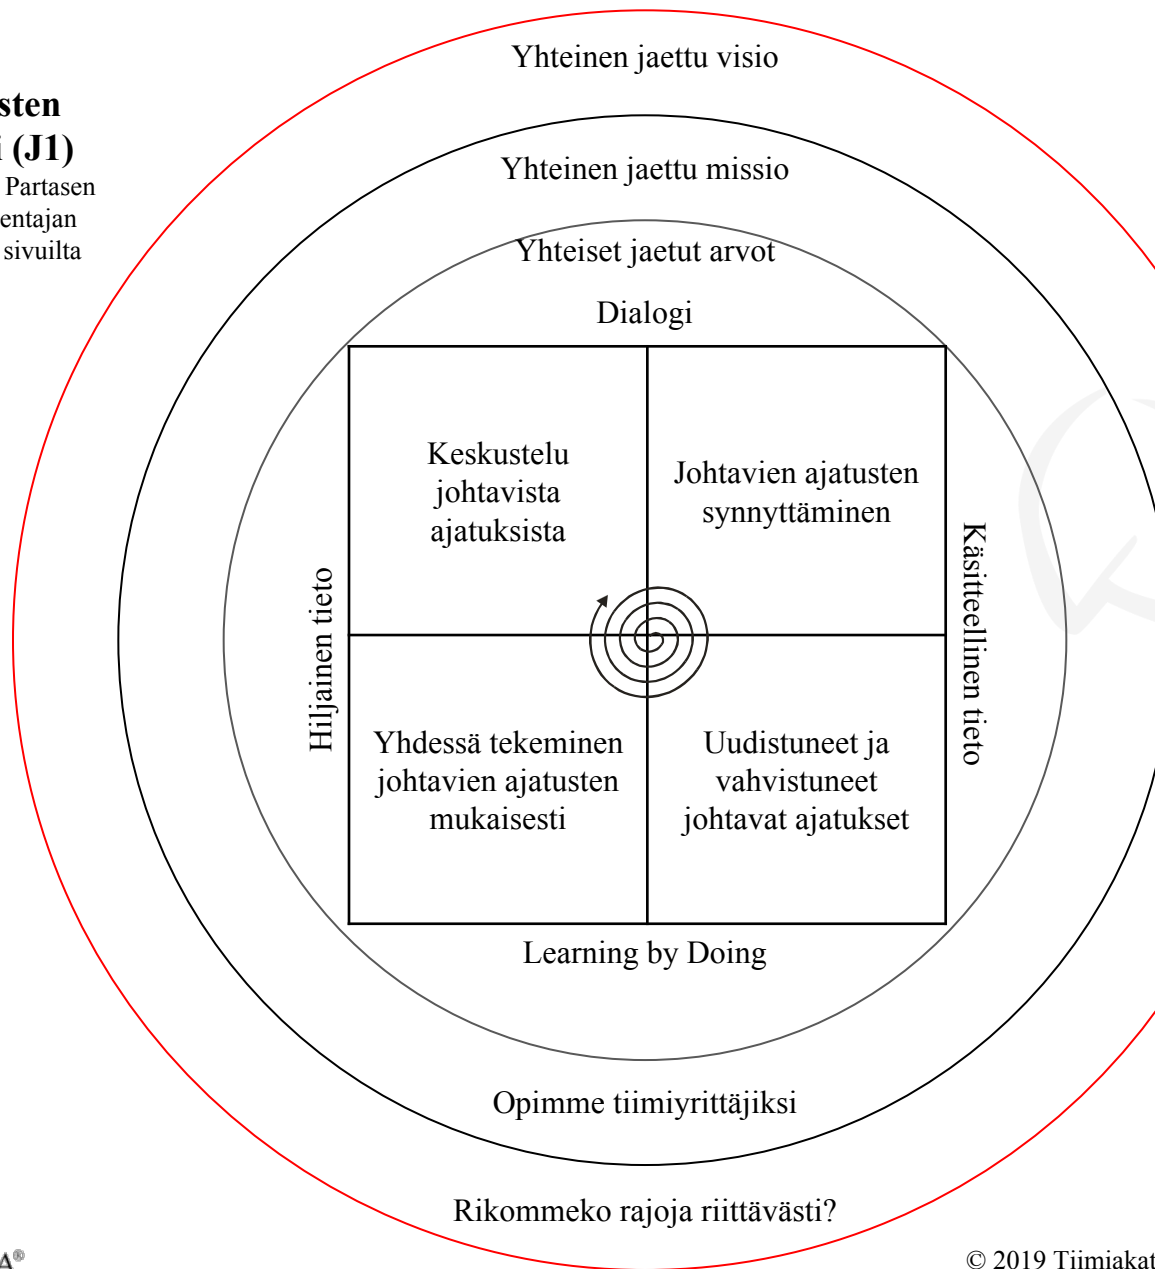 Yhteinen jaettu visio
sten
i (J1)
Partasen
entajan
sivuilta
Yhteinen jaettu missio
Yhteiset jaetut arvot
Dialogi
Keskustelu
johtavista
ajatuksista
Johtavien ajatusten
synnyttäminen
Hiljainen tieto
Käsitteellinen tieto
Yhdessä tekeminen
johtavien ajatusten
mukaisesti
Uudistuneet ja
vahvistuneet
johtavat ajatukset
Learning by Doing
Opimme tiimiyrittäjiksi
Rikommeko rajoja riittävästi?
A®
© 2019 Tiimiakat